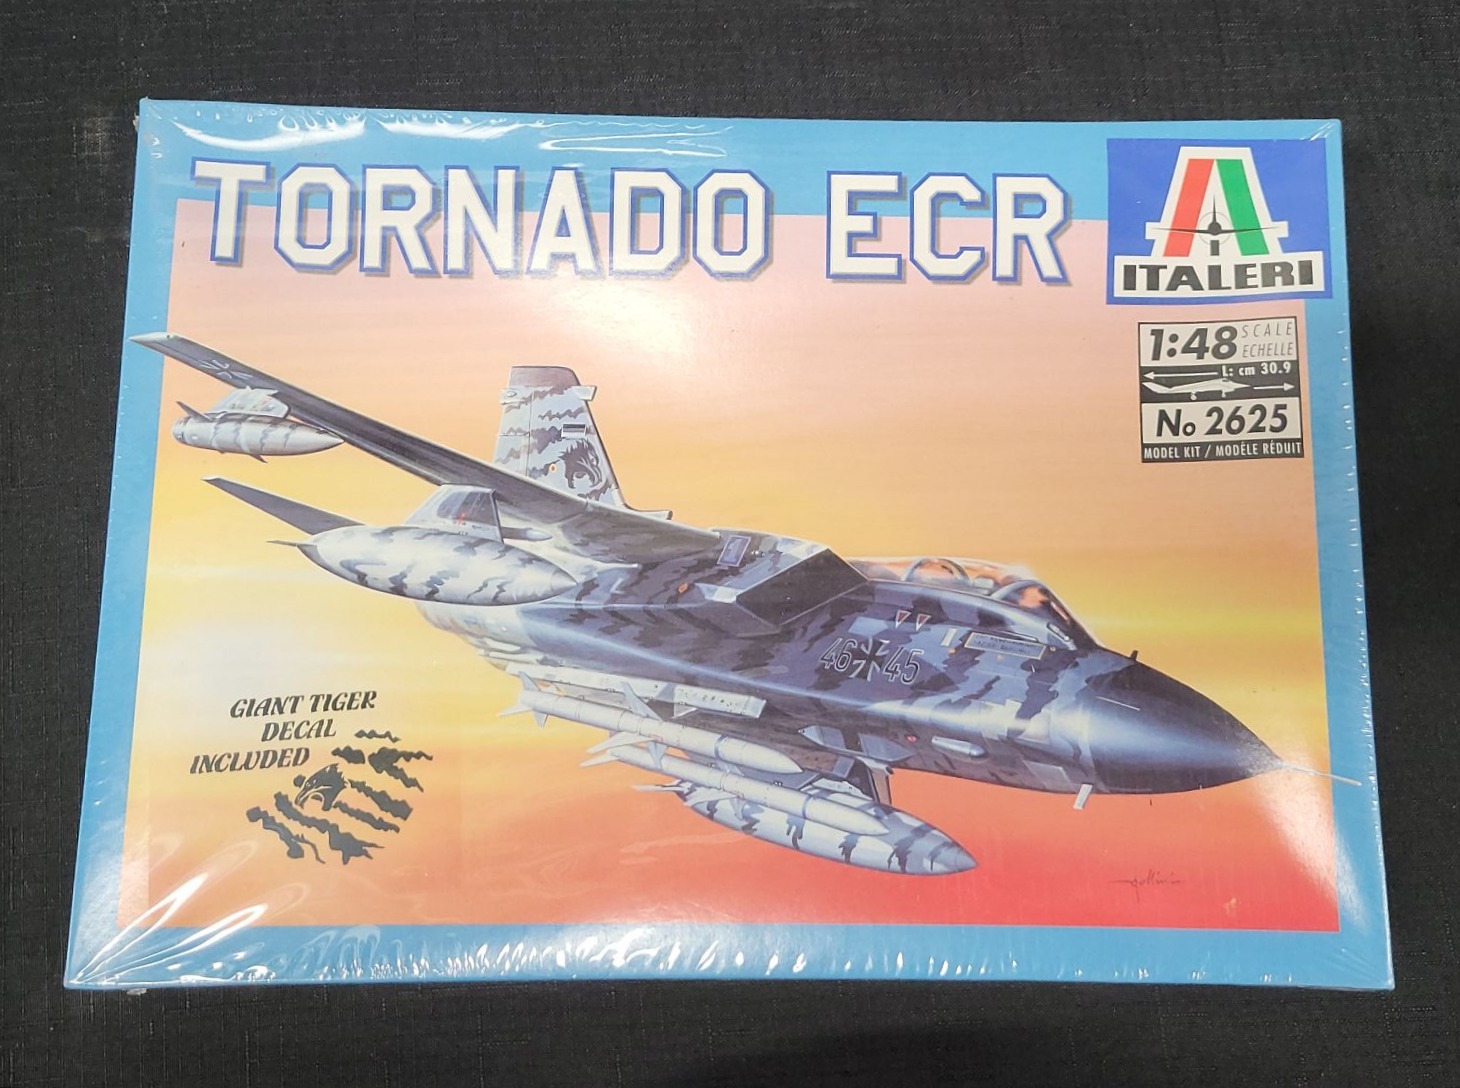 TORNADO ECR
ITALERI
1:48 SCALE
ECHELLE
L: cm 30.9
No 2625
MODEL KIT / MODÈLE RÉDUIT
46 45
GIANT TIGER
DECAL
INCLUDED